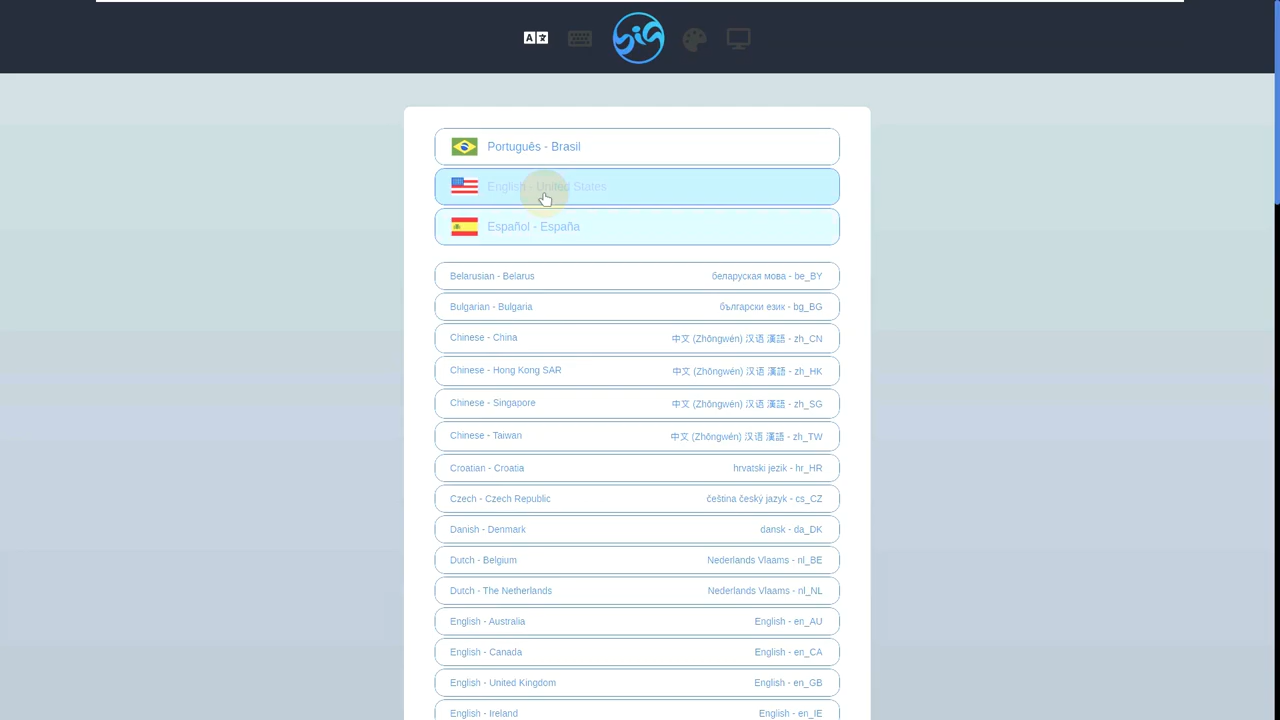 Português - Brasil
English - United States
Español - España
Belarusian - Belarus беларуская мова - be_BY
Bulgarian - Bulgaria български език - bg_BG
Chinese - China 中文 (Zhōngwén) 汉语 漢語 - zh_CN
Chinese - Hong Kong SAR 中文 (Zhōngwén) 汉语 漢語 - zh_HK
Chinese - Singapore 中文 (Zhōngwén) 汉语 漢語 - zh_SG
Chinese - Taiwan 中文 (Zhōngwén) 汉语 漢語 - zh_TW
Croatian - Croatia hrvatski jezik - hr_HR
Czech - Czech Republic čeština český jazyk - cs_CZ
Danish - Denmark dansk - da_DK
Dutch - Belgium Nederlands Vlaams - nl_BE
Dutch - The Netherlands Nederlands Vlaams - nl_NL
English - Australia English - en_AU
English - Canada English - en_CA
English - United Kingdom English - en_GB
English - Ireland English - en_IE